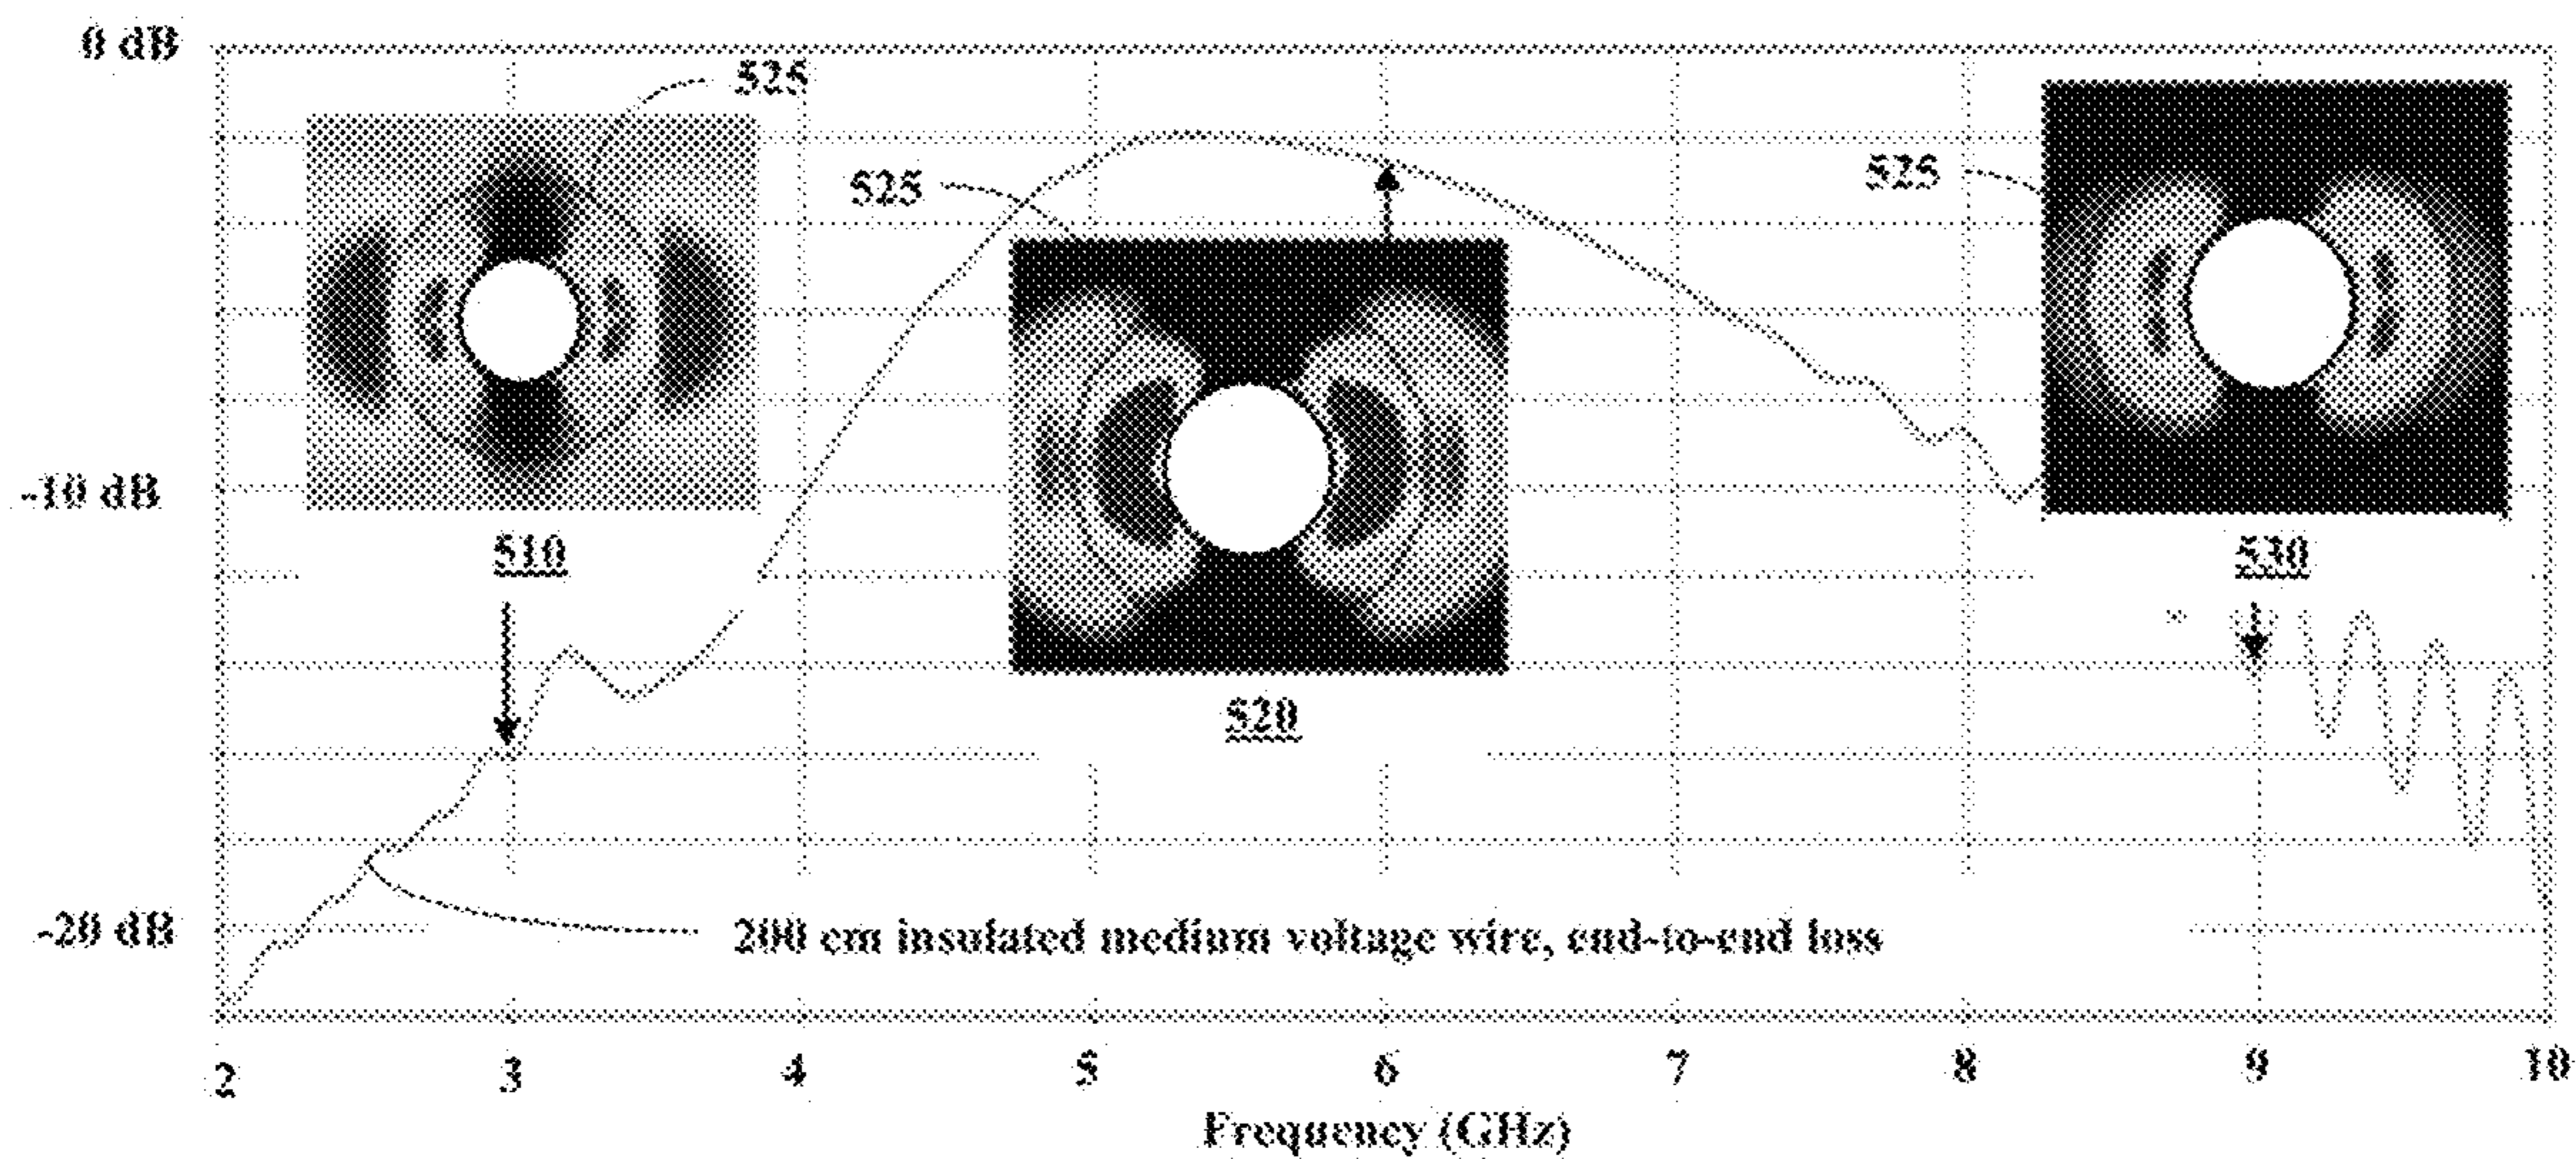 0 dB
525
525
525
-10 dB
510
530
520
-20 dB
200 cm insulated medium voltage wire, end-to-end loss
2 3 4 5 6 7 8 9 10
Frequency (GHz)